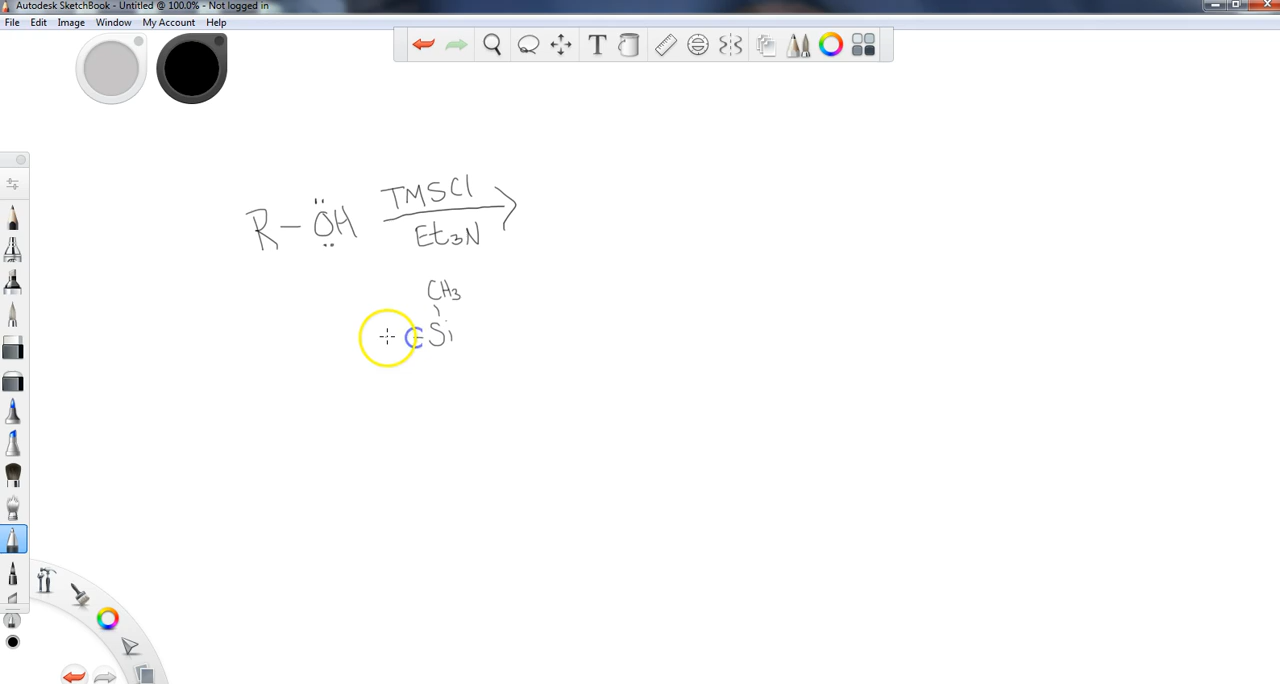 Autodesk SketchBook - Untitled @ 100.0% - Not logged in
File Edit Image Window My Account Help
T
R-ÖH TMSCl
Et3N
CH3
Si